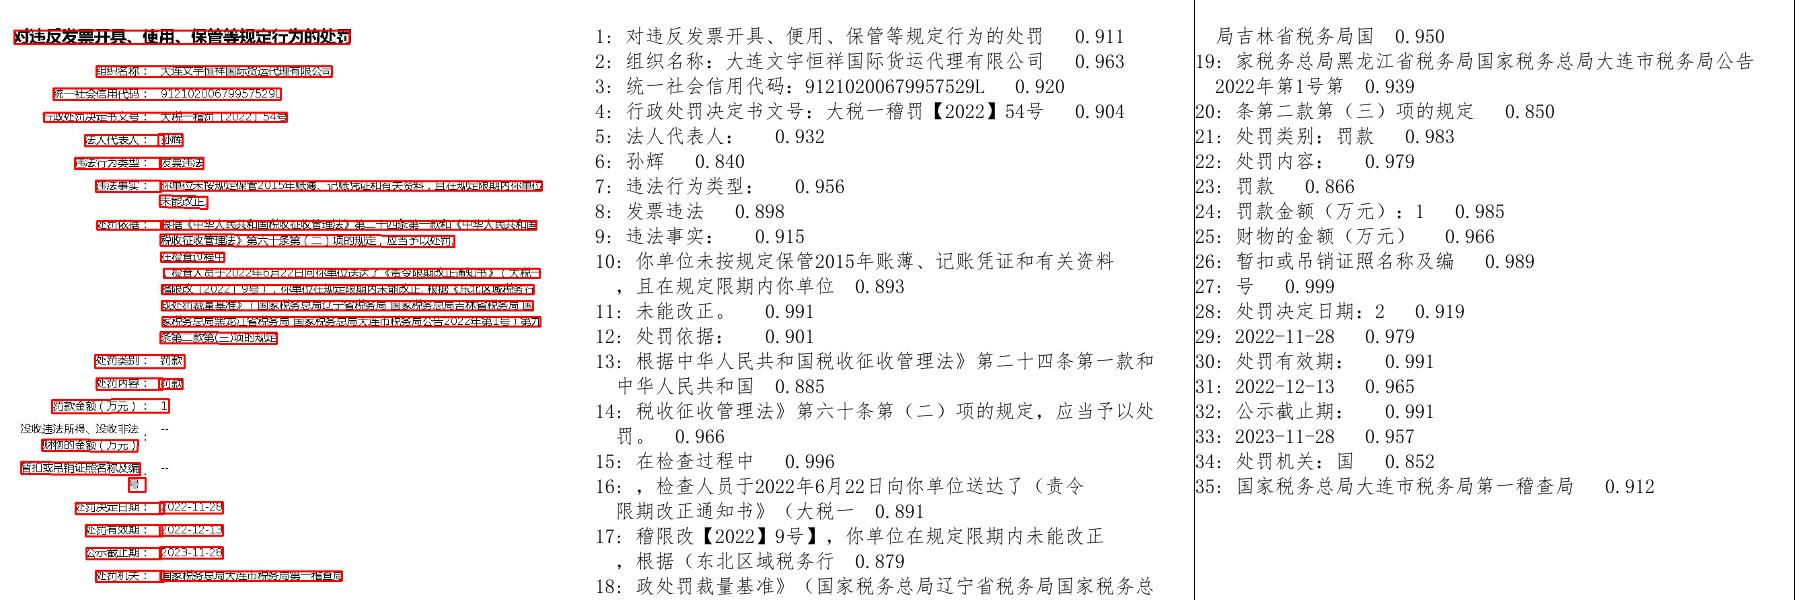 对违反发票开具、使用、保管等规定行为的处罚
组织名称： 大连文宇恒祥国际货运代理有限公司
统一社会信用代码： 91210200679957529L
行政处罚决定书文号： 大税一稽罚【2022】54号
法人代表人： 孙辉
违法行为类型： 发票违法
违法事实： 你单位未按规定保管2015年账薄、记账凭证和有关资料，且在规定限期内你单位
未能改正。
处罚依据： 根据《中华人民共和国税收征收管理法》第二十四条第一款和《中华人民共和国
税收征收管理法》第六十条第（二）项的规定，应当予以处罚。
在检查过程中
，检查人员于2022年6月22日向你单位送达了《责令限期改正通知书》（大税一
稽限改【2022】9号），你单位在规定限期内未能改正.根据《东北区域税务行
政处罚裁量基准》（国家税务总局辽宁省税务局 国家税务总局吉林省税务局 国
家税务总局黑龙江省税务局 国家税务总局大连市税务局公告2022年第1号）第九
条第二款第(三)项的规定
处罚类别： 罚款
处罚内容： 罚款
罚款金额（万元）： 1
没收违法所得、没收非法
财物的金额（万元）： --
暂扣或吊销证照名称及编
号： --
处罚决定日期： 2022-11-28
处罚有效期： 2022-12-13
公示截止期： 2023-11-28
处罚机关： 国家税务总局大连市税务局第一稽查局
1: 对违反发票开具、便用、保管等规定行为的处罚 0.911
2: 组织名称：大连文宇恒祥国际货运代理有限公司 0.963
3: 统一社会信用代码：91210200679957529L 0.920
4: 行政处罚决定书文号：大税一稽罚【2022】54号 0.904
5: 法人代表人： 0.932
6: 孙辉 0.840
7: 违法行为类型： 0.956
8: 发票违法 0.898
9: 违法事实： 0.915
10: 你单位未按规定保管2015年账薄、记账凭证和有关资料
，且在规定限期内你单位 0.893
11: 未能改正。 0.991
12: 处罚依据： 0.901
13: 根据中华人民共和国税收征收管理法》第二十四条第一款和
中华人民共和国 0.885
14: 税收征收管理法》第六十条第（二）项的规定，应当予以处
罚。 0.966
15: 在检查过程中 0.996
16: ，检查人员于2022年6月22日向你单位送达了（责令
限期改正通知书》（大税一 0.891
17: 稽限改【2022】9号】，你单位在规定限期内未能改正
，根据（东北区域税务行 0.879
18: 政处罚裁量基准》（国家税务总局辽宁省税务局国家税务总
局吉林省税务局国 0.950
19: 家税务总局黑龙江省税务局国家税务总局大连市税务局公告
2022年第1号第 0.939
20: 条第二款第（三）项的规定 0.850
21: 处罚类别：罚款 0.983
22: 处罚内容： 0.979
23: 罚款 0.866
24: 罚款金额（万元）：1 0.985
25: 财物的金额（万元） 0.966
26: 暂扣或吊销证照名称及编 0.989
27: 号 0.999
28: 处罚决定日期：2 0.919
29: 2022-11-28 0.979
30: 处罚有效期： 0.991
31: 2022-12-13 0.965
32: 公示截止期： 0.991
33: 2023-11-28 0.957
34: 处罚机关：国 0.852
35: 国家税务总局大连市税务局第一稽查局 0.912